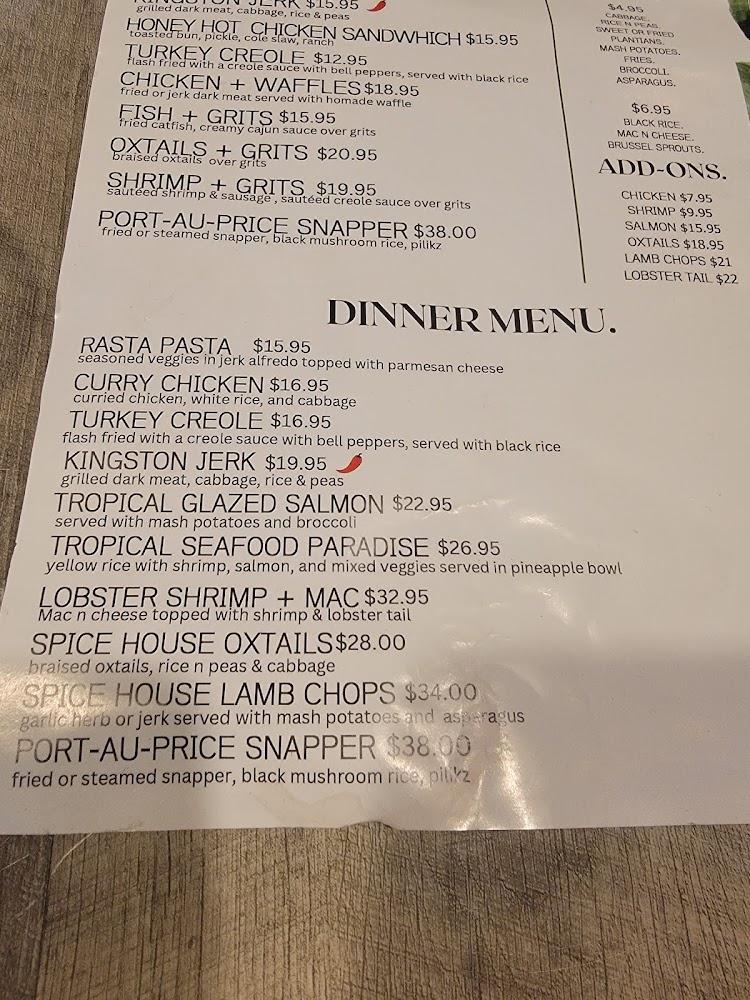 KINGSTON JERK $15.95
grilled dark meat, cabbage, rice & peas
HONEY HOT CHICKEN SANDWHICH $15.95
toasted bun, pickle, cole slaw, ranch
TURKEY CREOLE $12.95
flash fried with a creole sauce with bell peppers, served with black rice
CHICKEN + WAFFLES $18.95
fried or jerk dark meat served with homade waffle
FISH + GRITS $15.95
fried catfish, creamy cajun sauce over grits
OXTAILS + GRITS $20.95
braised oxtails over grits
SHRIMP + GRITS $19.95
sautéed shrimp & sausage , sautéed creole sauce over grits
PORT-AU-PRICE SNAPPER $38.00
fried or steamed snapper, black mushroom rice, pilikz
$4.95
CABBAGE.
RICE N PEAS.
SWEET OR FRIED
PLANTIANS.
MASH POTATOES.
FRIES.
BROCCOLI.
ASPARAGUS.
$6.95
BLACK RICE.
MAC N CHEESE.
BRUSSEL SPROUTS.
ADD-ONS.
CHICKEN $7.95
SHRIMP $9.95
SALMON $15.95
OXTAILS $18.95
LAMB CHOPS $21
LOBSTER TAIL $22
DINNER MENU.
RASTA PASTA $15.95
seasoned veggies in jerk alfredo topped with parmesan cheese
CURRY CHICKEN $16.95
curried chicken, white rice, and cabbage
TURKEY CREOLE $16.95
flash fried with a creole sauce with bell peppers, served with black rice
KINGSTON JERK $19.95
grilled dark meat, cabbage, rice & peas
TROPICAL GLAZED SALMON $22.95
served with mash potatoes and broccoli
TROPICAL SEAFOOD PARADISE $26.95
yellow rice with shrimp, salmon, and mixed veggies served in pineapple bowl
LOBSTER SHRIMP + MAC $32.95
Mac n cheese topped with shrimp & lobster tail
SPICE HOUSE OXTAILS $28.00
braised oxtails, rice n peas & cabbage
SPICE HOUSE LAMB CHOPS $34.00
garlic herb or jerk served with mash potatoes and asperagus
PORT-AU-PRICE SNAPPER $38.00
fried or steamed snapper, black mushroom rice, pilikz